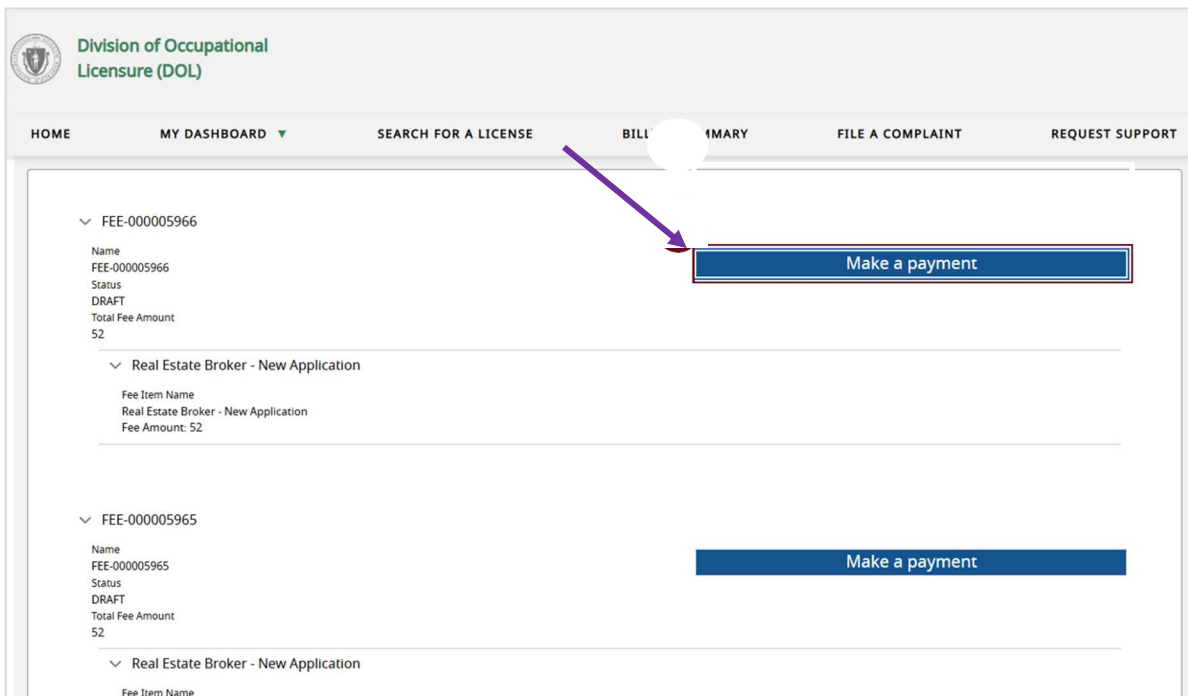 Division of Occupational
Licensure (DOL)
HOME MY DASHBOARD ▼ SEARCH FOR A LICENSE FILE A COMPLAINT REQUEST SUPPORT
FEE-000005966
Name
FEE-000005966
Status
DRAFT
Total Fee Amount
52
Make a payment
Real Estate Broker - New Application
Fee Item Name
Real Estate Broker - New Application
Fee Amount: 52
FEE-000005965
Name
FEE-000005965
Status
DRAFT
Total Fee Amount
52
Make a payment
Real Estate Broker - New Application
Fee Item Name